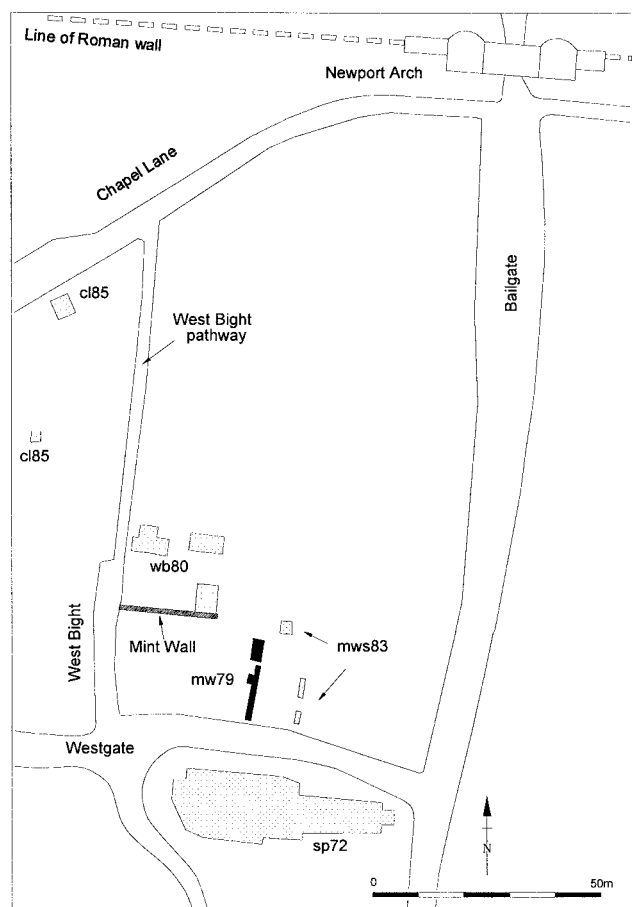 Line of Roman wall
Newport Arch
Chapel Lane
cl85
West Bight
pathway
Bailgate
cl85
wb80
West Bight
Mint Wall
mws83
mw79
Westgate
sp72
N
0
50m